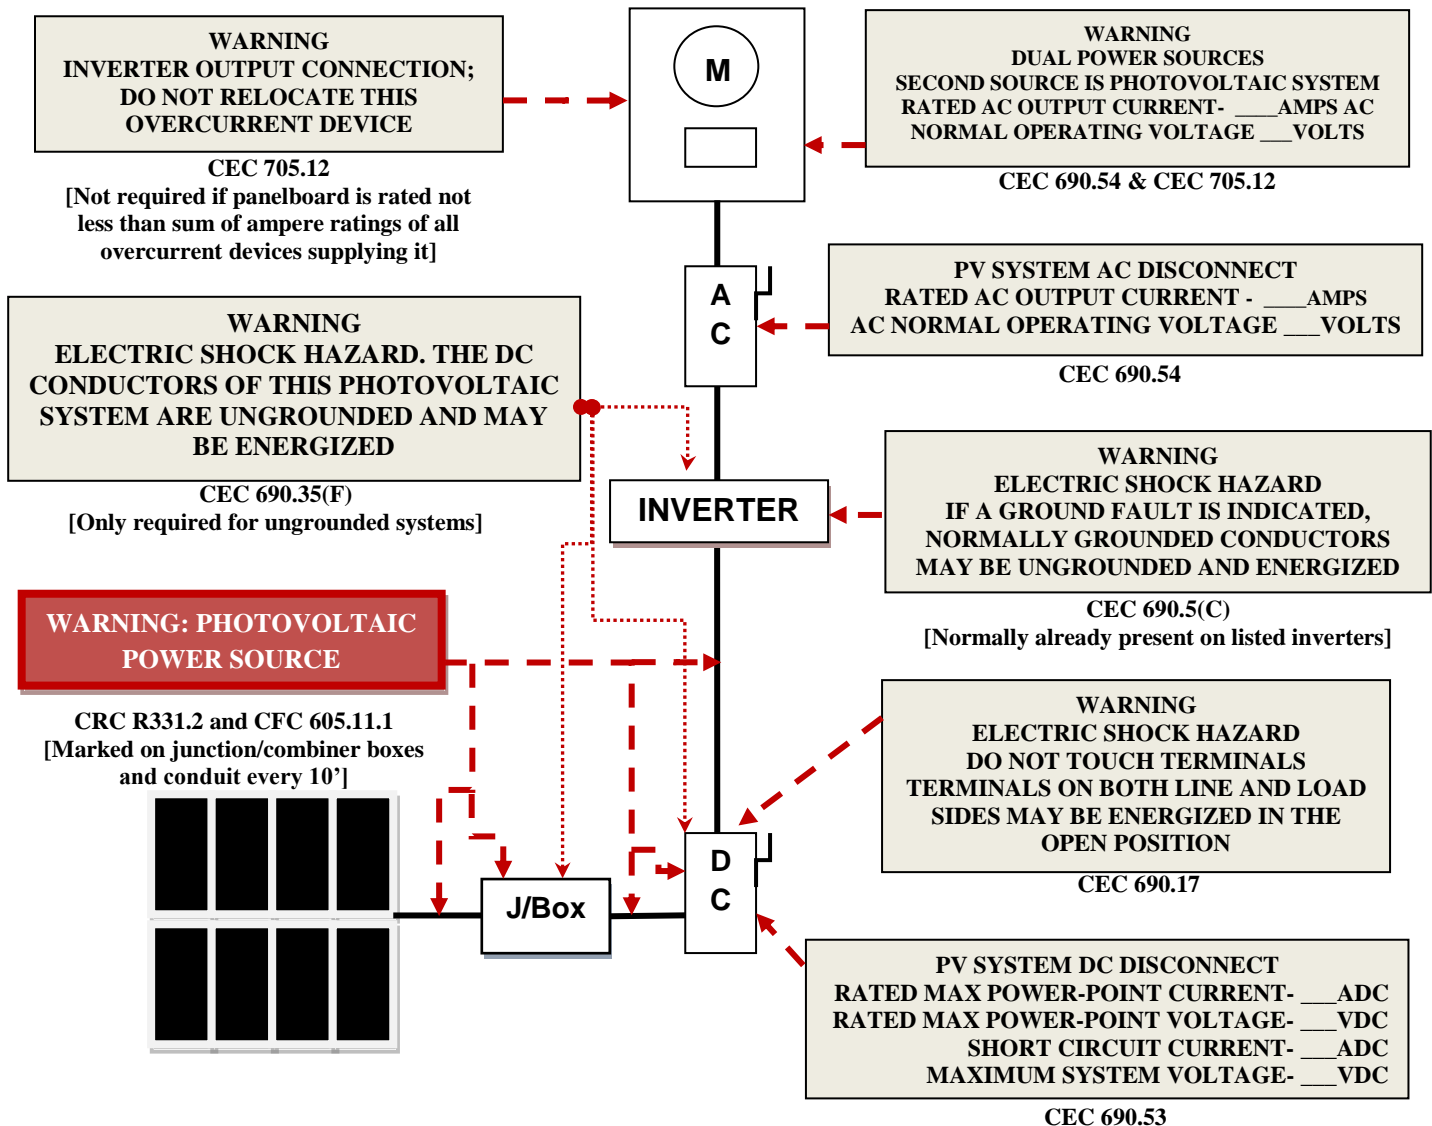 WARNING
INVERTER OUTPUT CONNECTION;
DO NOT RELOCATE THIS
OVERCURRENT DEVICE
CEC 705.12
[Not required if panelboard is rated not
less than sum of ampere ratings of all
overcurrent devices supplying it]
M
WARNING
DUAL POWER SOURCES
SECOND SOURCE IS PHOTOVOLTAIC SYSTEM
RATED AC OUTPUT CURRENT- ____AMPS AC
NORMAL OPERATING VOLTAGE ___VOLTS
CEC 690.54 & CEC 705.12
A
C
PV SYSTEM AC DISCONNECT
RATED AC OUTPUT CURRENT - ____AMPS
AC NORMAL OPERATING VOLTAGE ___VOLTS
CEC 690.54
WARNING
ELECTRIC SHOCK HAZARD. THE DC
CONDUCTORS OF THIS PHOTOVOLTAIC
SYSTEM ARE UNGROUNDED AND MAY
BE ENERGIZED
CEC 690.35(F)
[Only required for ungrounded systems]
INVERTER
WARNING
ELECTRIC SHOCK HAZARD
IF A GROUND FAULT IS INDICATED,
NORMALLY GROUNDED CONDUCTORS
MAY BE UNGROUNDED AND ENERGIZED
CEC 690.5(C)
[Normally already present on listed inverters]
WARNING: PHOTOVOLTAIC
POWER SOURCE
CRC R331.2 and CFC 605.11.1
[Marked on junction/combiner boxes
and conduit every 10’]
WARNING
ELECTRIC SHOCK HAZARD
DO NOT TOUCH TERMINALS
TERMINALS ON BOTH LINE AND LOAD
SIDES MAY BE ENERGIZED IN THE
OPEN POSITION
CEC 690.17
J/Box
D
C
PV SYSTEM DC DISCONNECT
RATED MAX POWER-POINT CURRENT- ___ADC
RATED MAX POWER-POINT VOLTAGE- ___VDC
SHORT CIRCUIT CURRENT- ___ADC
MAXIMUM SYSTEM VOLTAGE- ___VDC
CEC 690.53